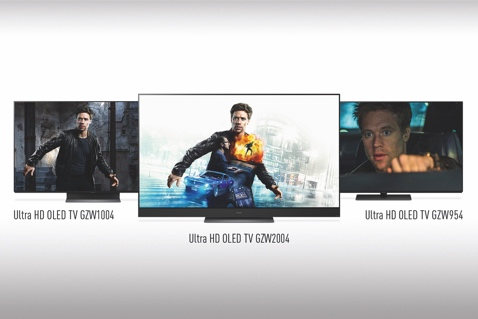 Ultra HD OLED TV GZW1004
Ultra HD OLED TV GZW2004
Ultra HD OLED TV GZW954